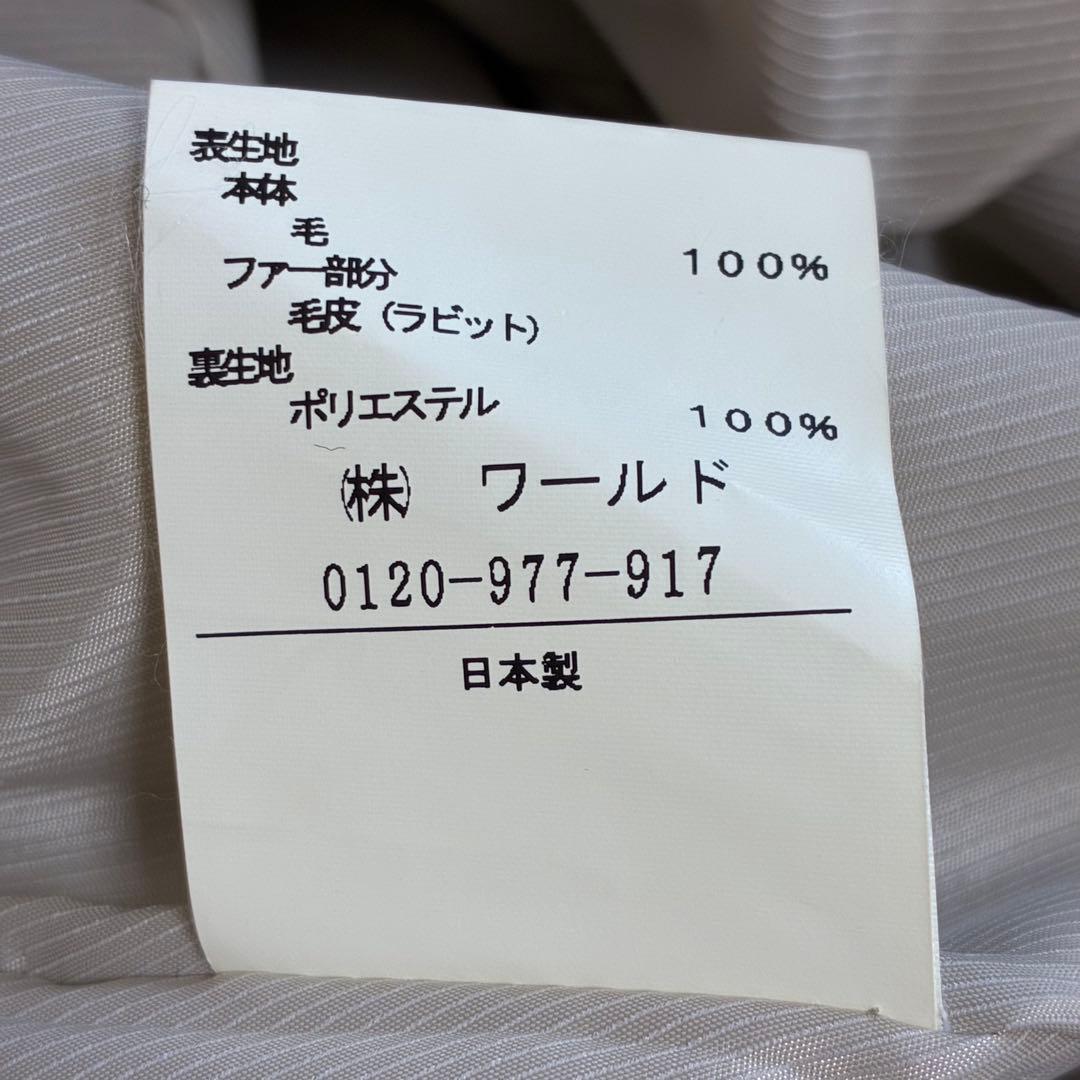 表生地
本体
毛 100%
ファー部分
毛皮(ラビット)
裏生地
ポリエステル 100%
(株) ワールド
0120-977-917
日本製